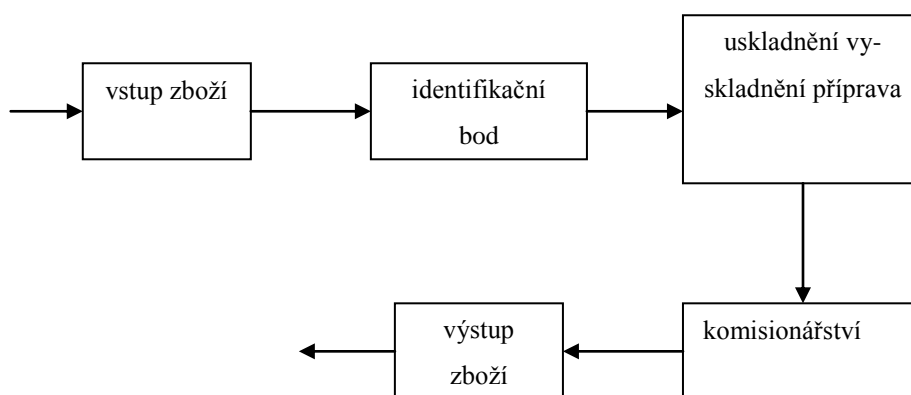 vstup zboží
identifikační
bod
uskladnění vy-
skladnění příprava
komisionářství
výstup
zboží